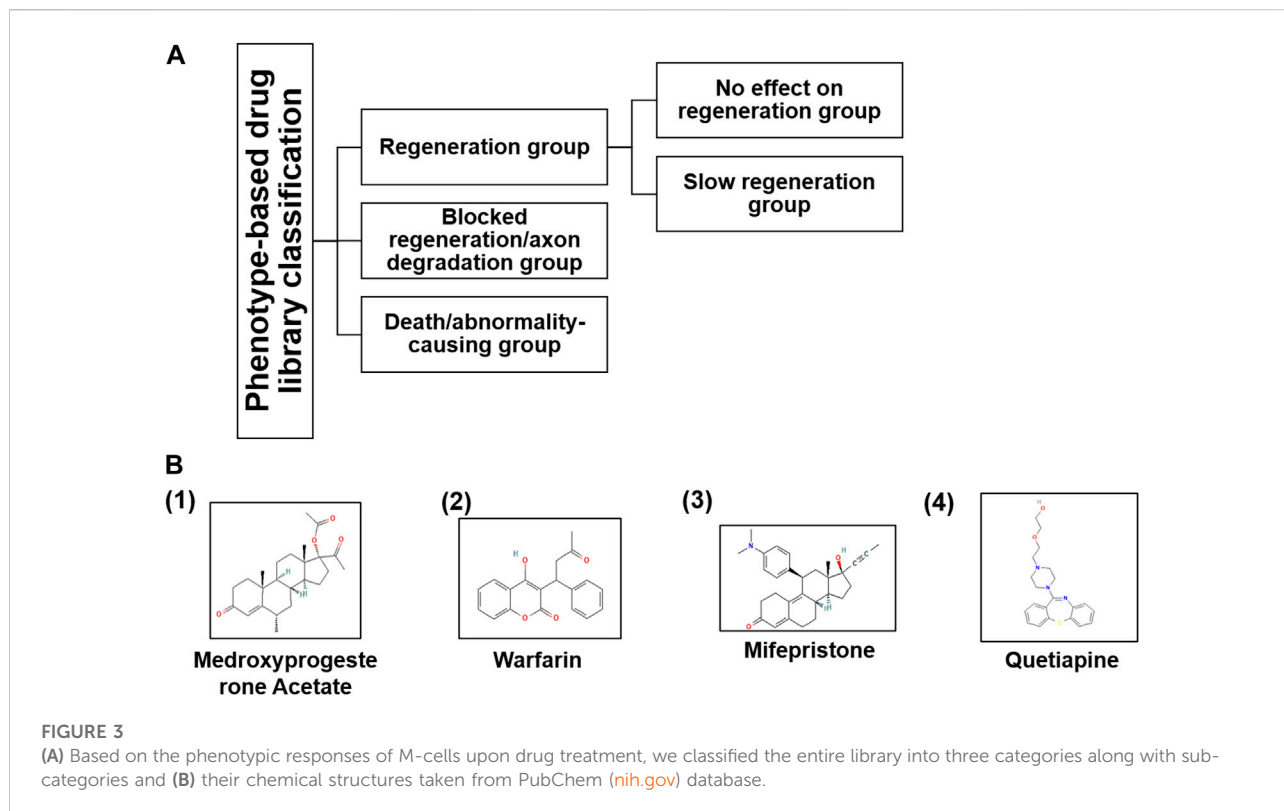 A
Phenotype-based drug
library classification
Regeneration group
Blocked
regeneration/axon
degradation group
Death/abnormality-
causing group
No effect on
regeneration group
Slow regeneration
group
B
(1)
O
O
O
O
H
H
H
Medroxyprogeste
rone Acetate
(2)
H
O
O
O
O
Warfarin
(3)
N
H
O
C
C
H
H
O
Mifepristone
(4)
H
O
O
N
N
N
S
Quetiapine
FIGURE 3
(A) Based on the phenotypic responses of M-cells upon drug treatment, we classified the entire library into three categories along with sub-
categories and (B) their chemical structures taken from PubChem (nih.gov) database.